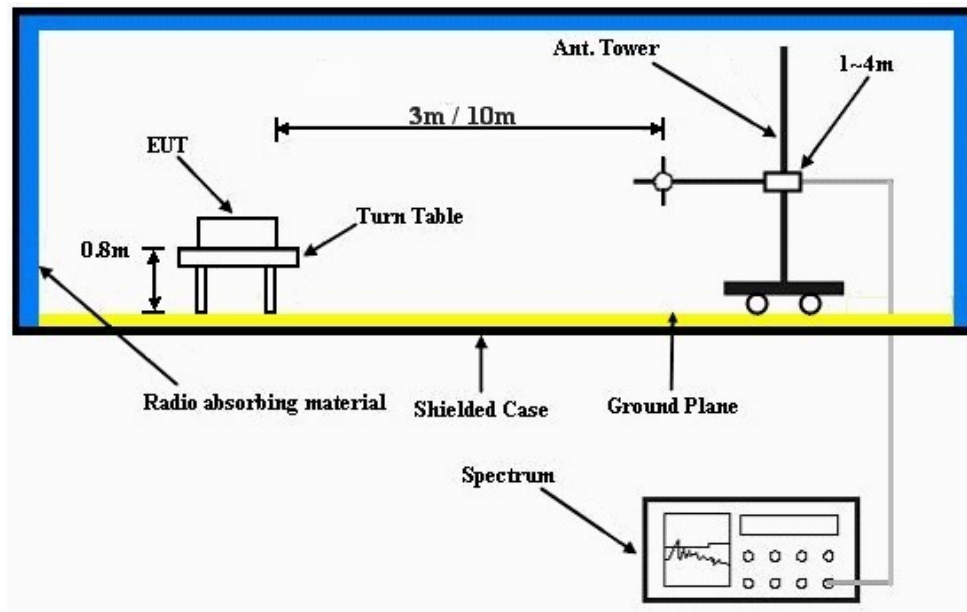 Ant. Tower
1~4m
3m / 10m
EUT
Turn Table
0.8m
Radio absorbing material
Shielded Case
Ground Plane
Spectrum